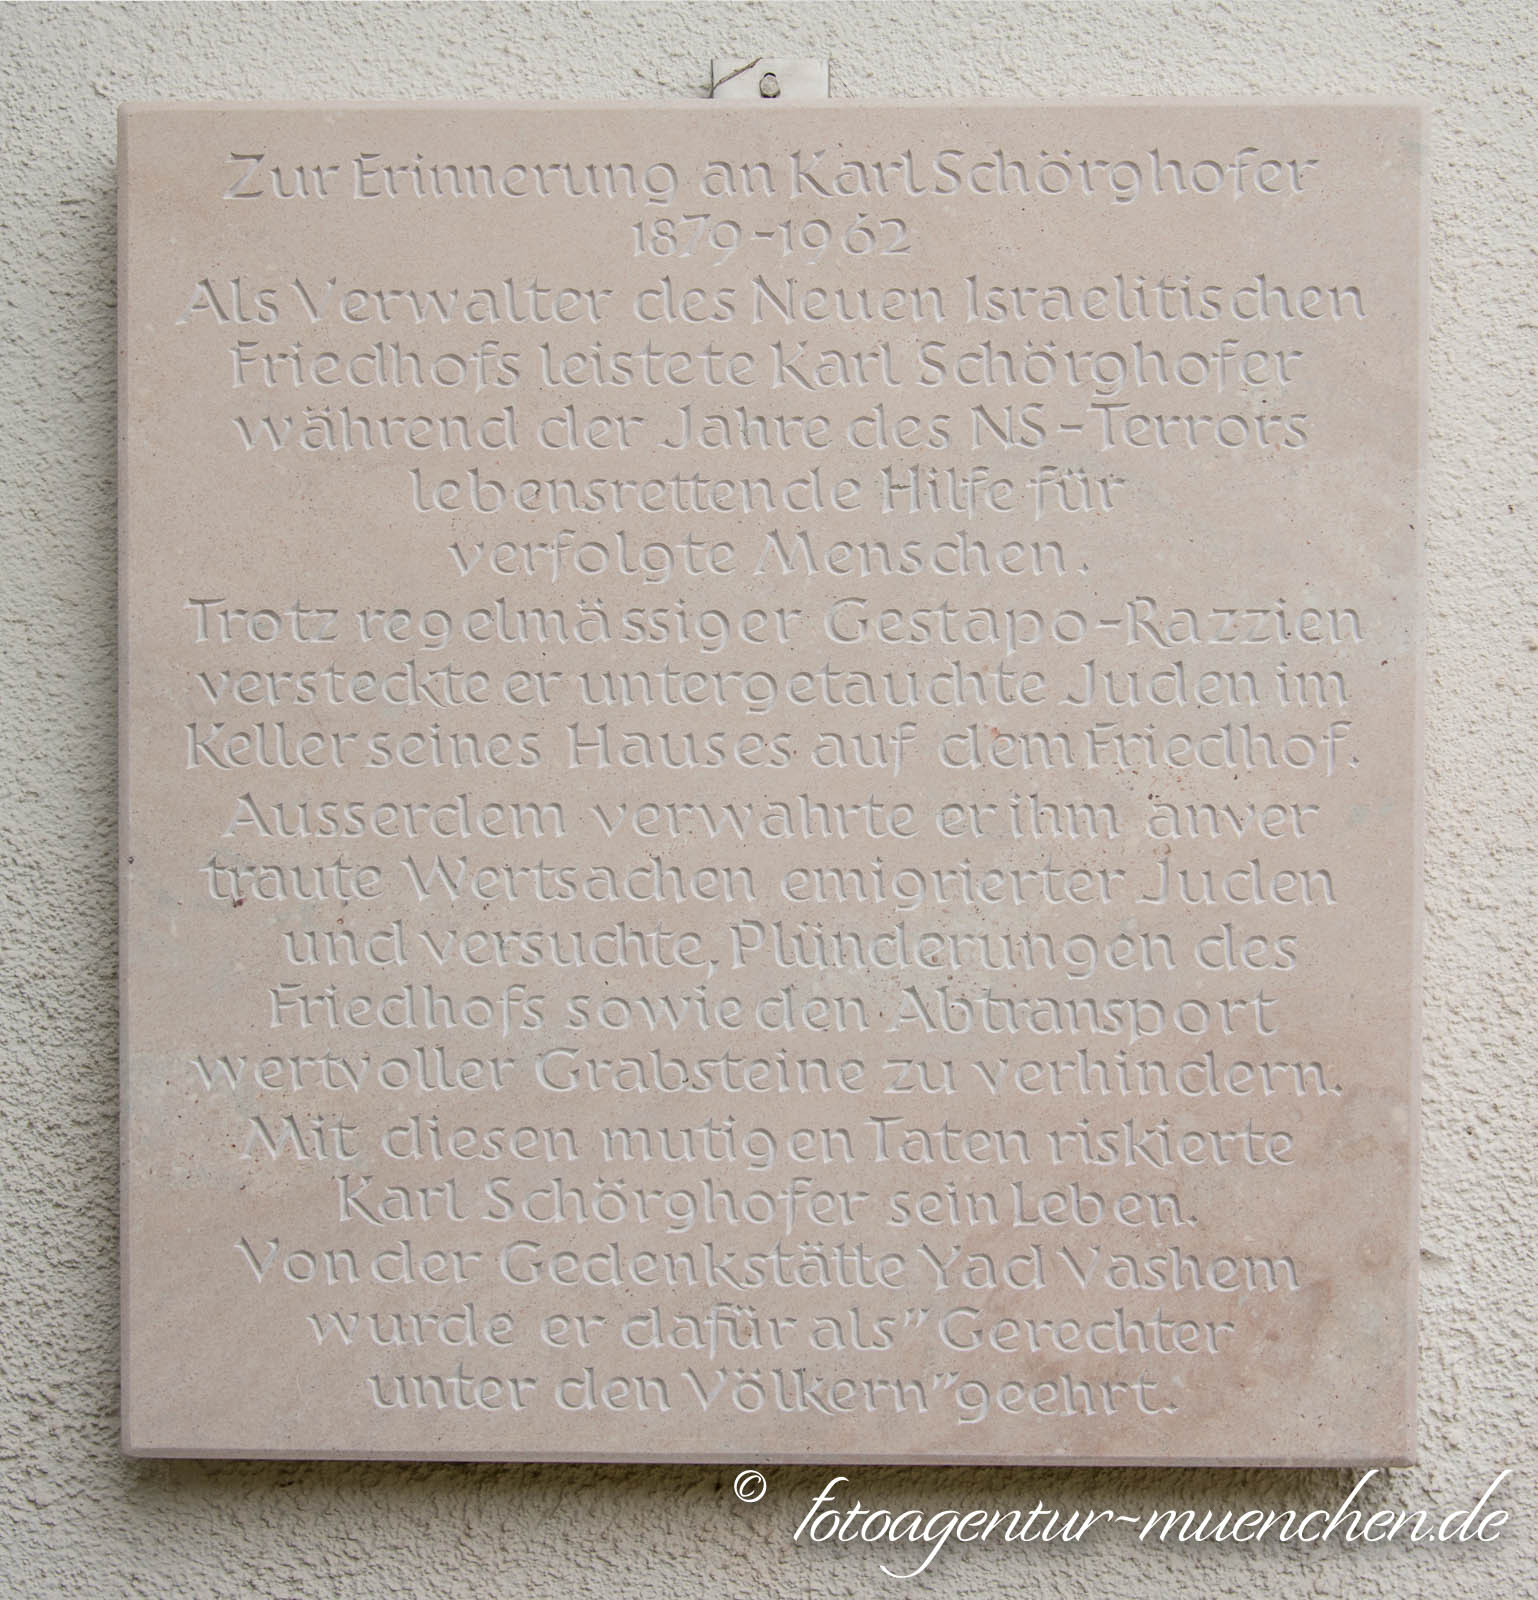 Zur Erinnerung an Karl Schörghofer
1879-1962
Als Verwalter des Neuen Israelitischen
Friedhofs leistete Karl Schörghofer
während der Jahre des NS-Terrors
lebensrettende Hilfe für
verfolgte Menschen.
Trotz regelmässiger Gestapo-Razzien
versteckte er untergetauchte Juden im
Keller seines Hauses auf dem Friedhof.
Ausserdem verwahrte er ihm anver
traute Wertsachen emigrierter Juden
und versuchte, Plünderungen des
Friedhofs sowie den Abtransport
wertvoller Grabsteine zu verhindern.
Mit diesen mutigen Taten riskierte
Karl Schörghofer sein Leben.
Von der Gedenkstätte Yad Vashem
wurde er dafür als "Gerechter
unter den Völkern" geehrt.
© fotoagentur-muenchen.de